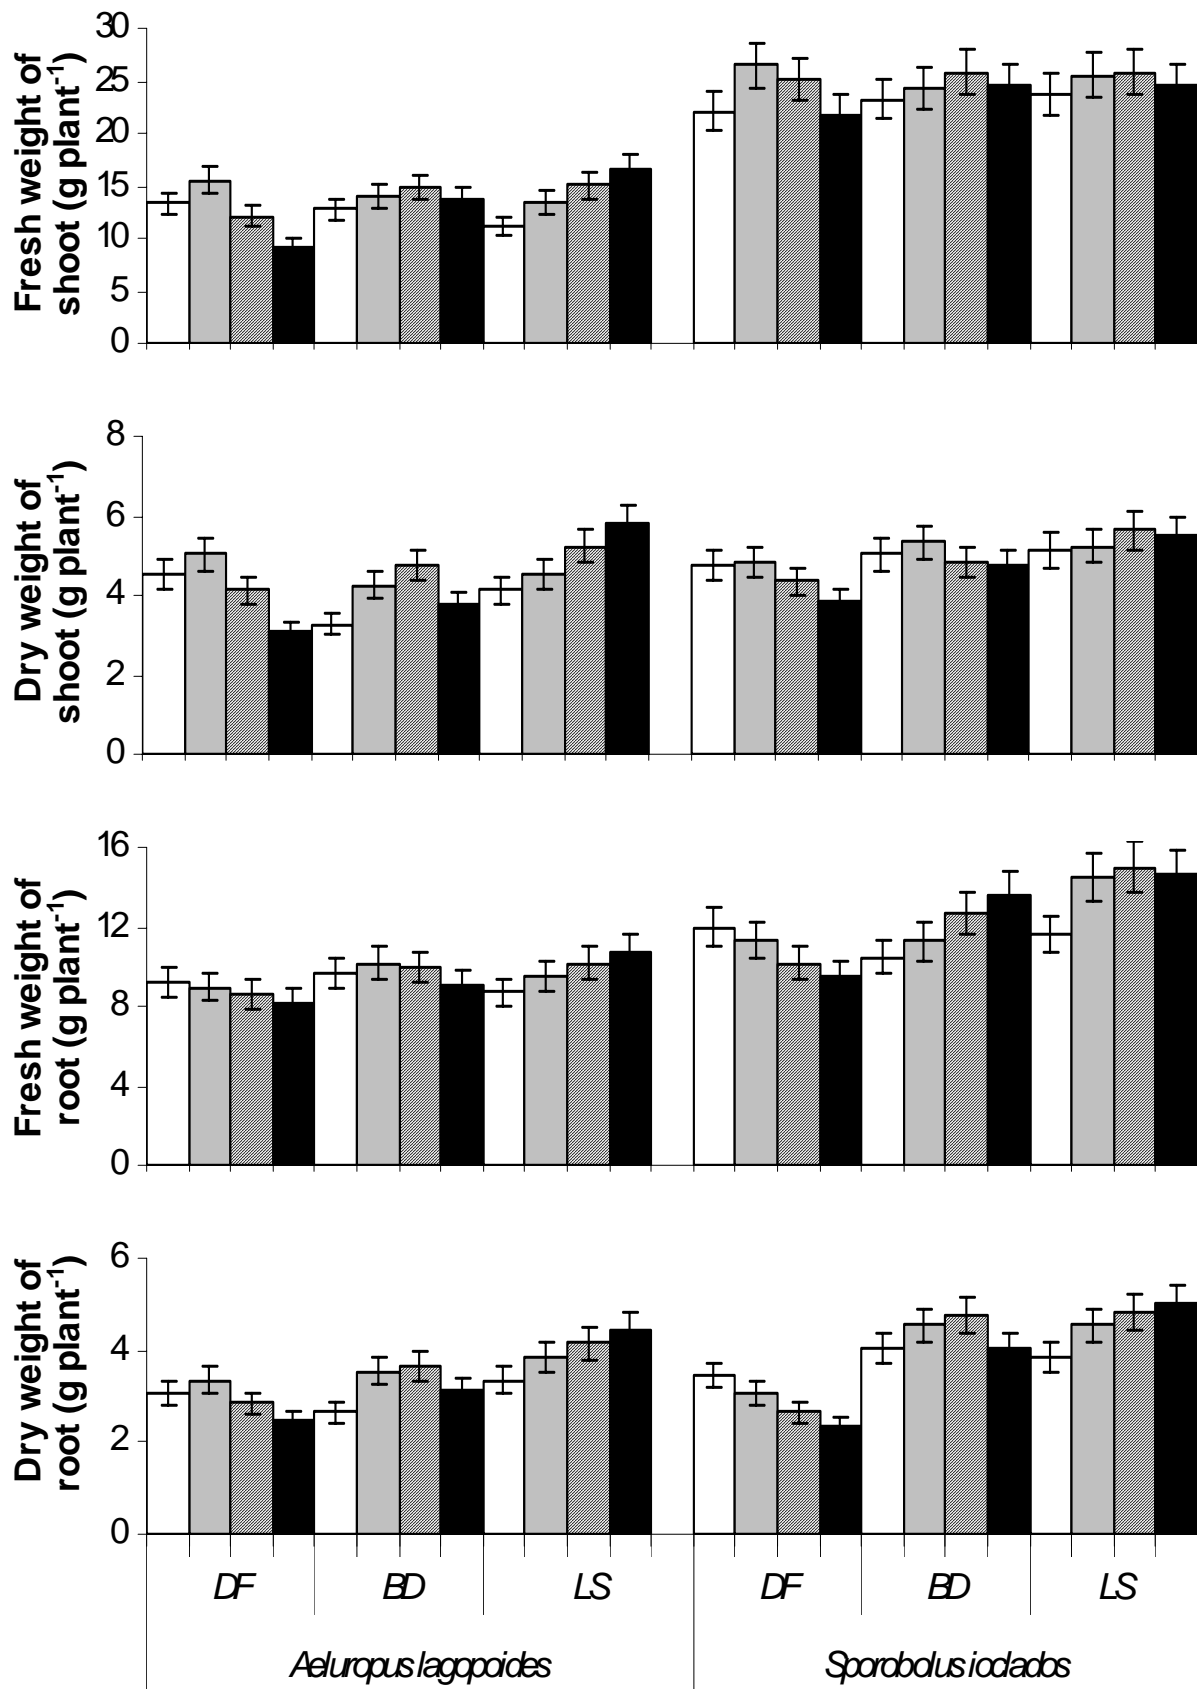 Fresh weight of
shoot (g plant-1)
30
25
20
15
10
5
0
Dry weight of
shoot (g plant-1)
8
6
4
2
0
Fresh weight of
root (g plant-1)
16
12
8
4
0
Dry weight of
root (g plant-1)
6
4
2
0
DF BD LS DF BD LS
Aeluropus lagopoides Sporobolus ioclados